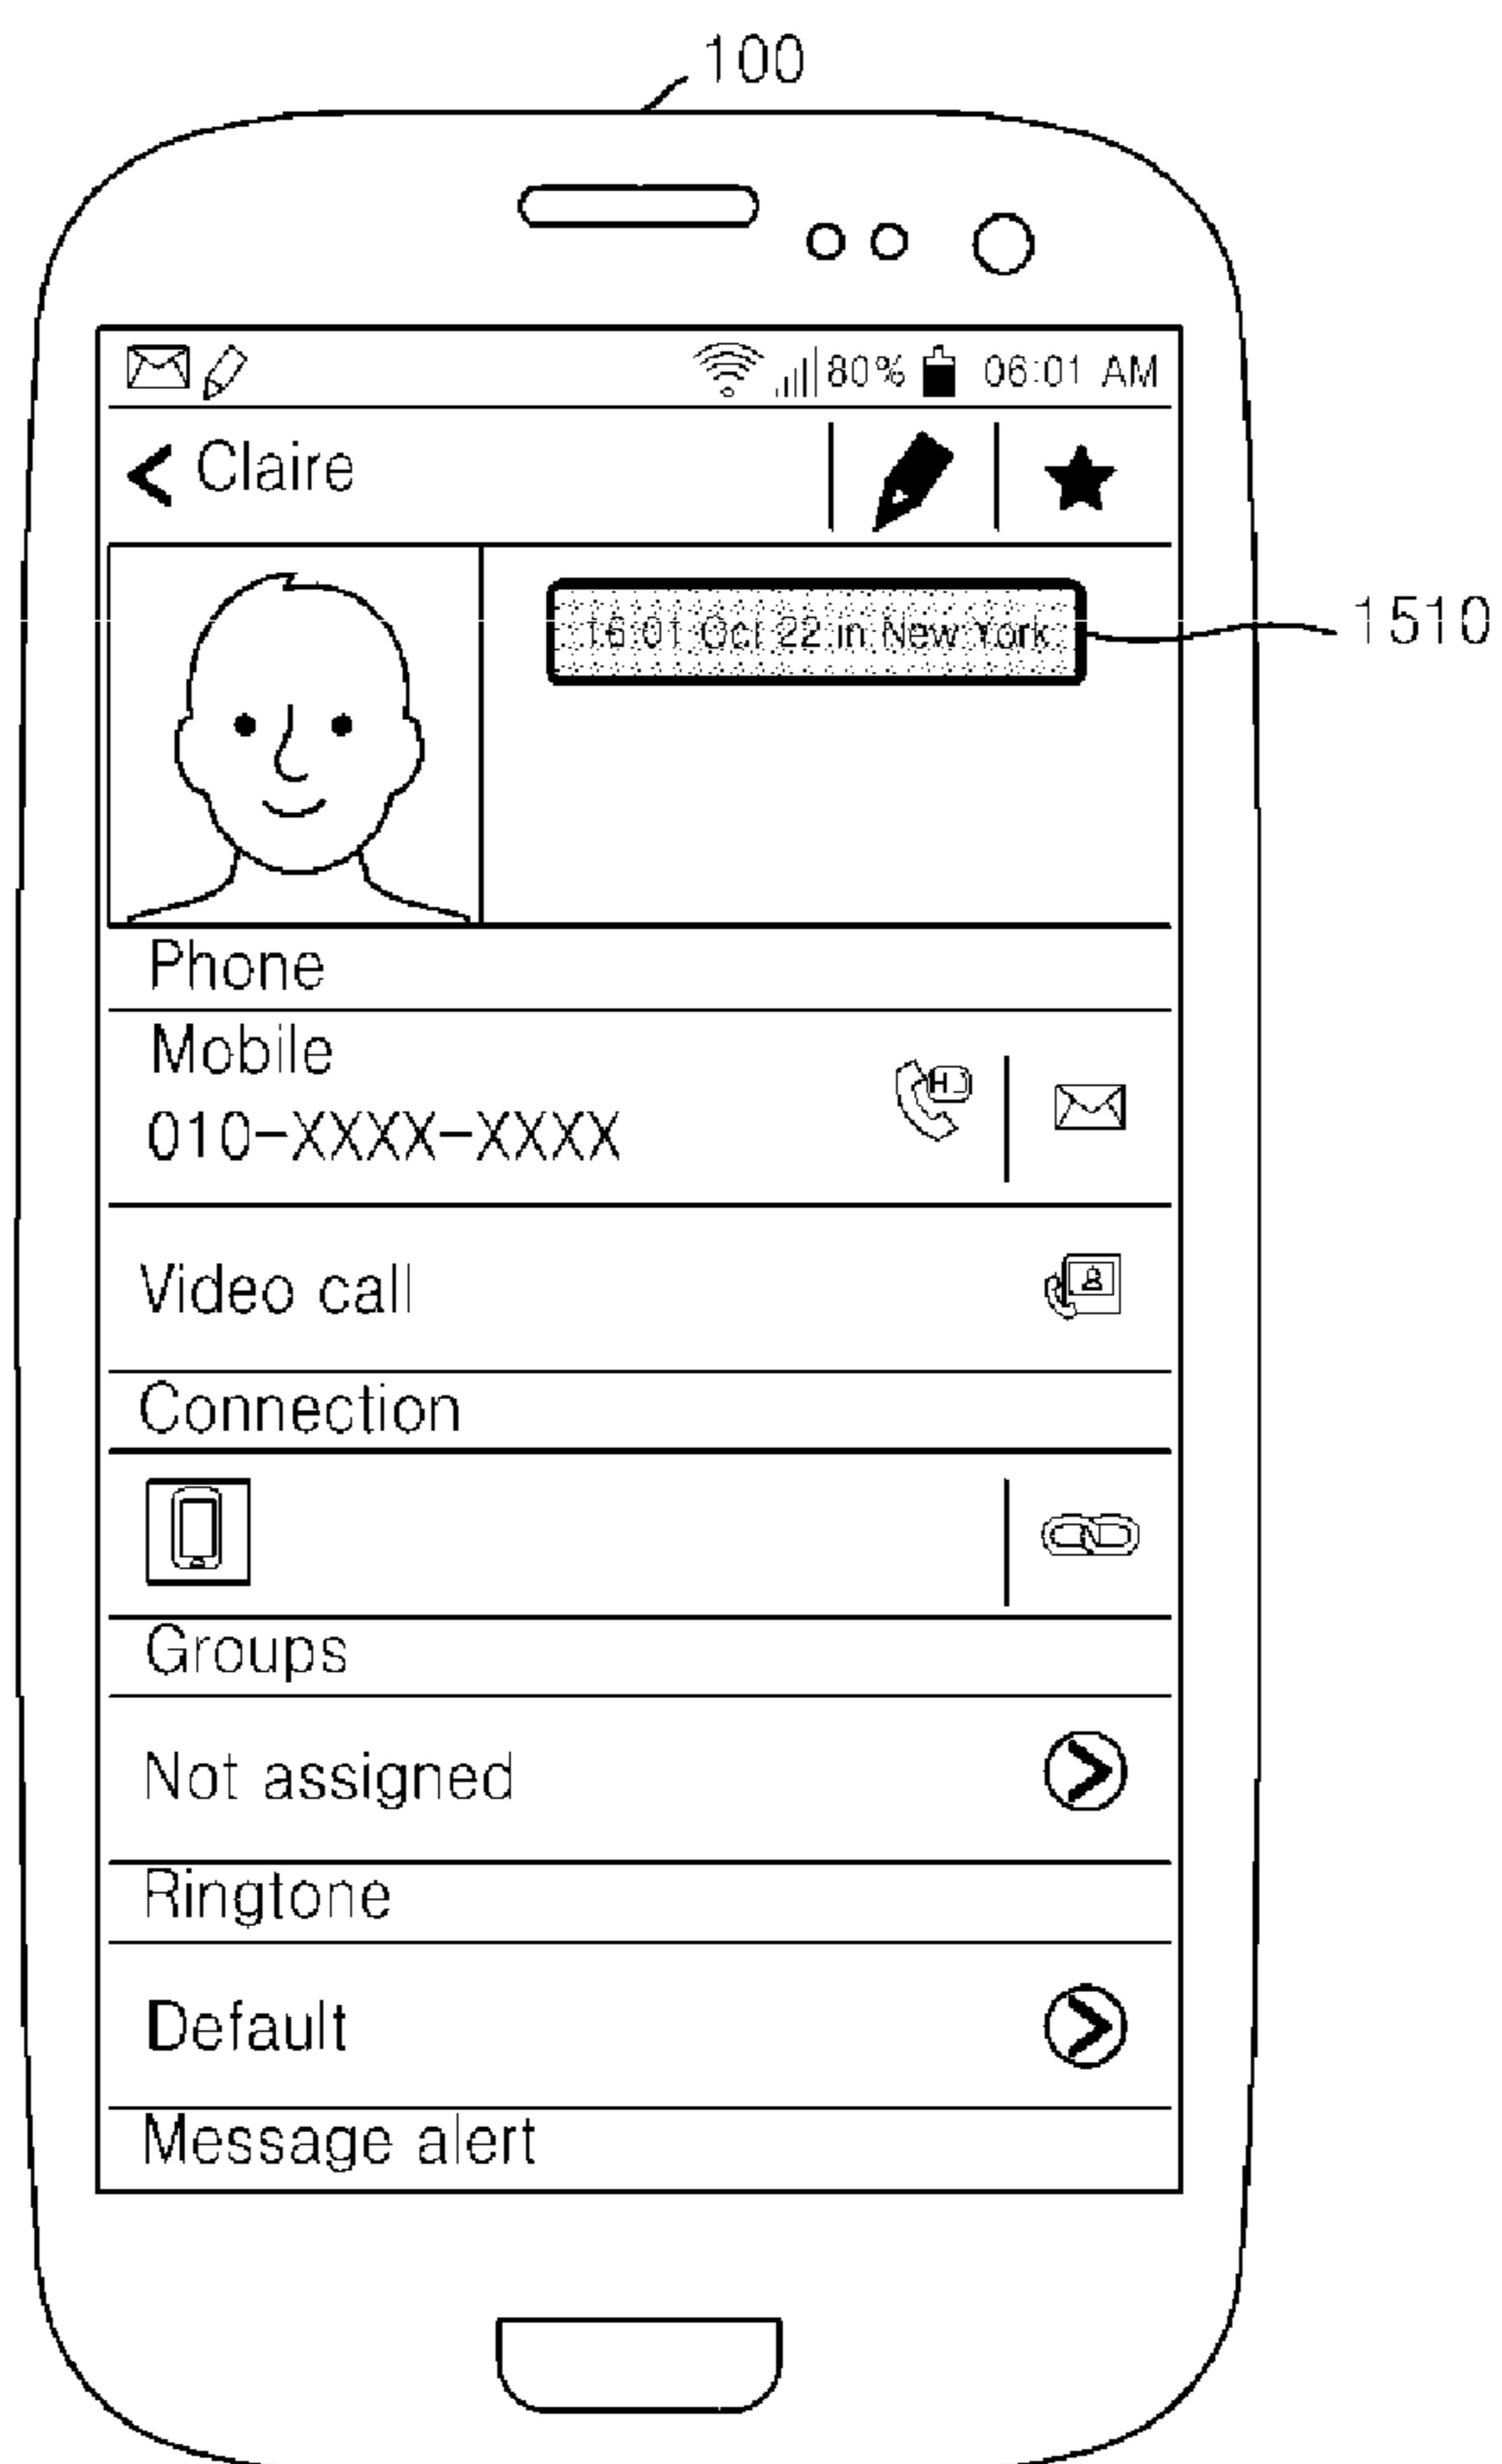 100
80% 06:01 AM
Claire
16:01 Oct 22 in New York
1510
Phone
Mobile
010-XXXX-XXXX
Video call
Connection
Groups
Not assigned
Ringtone
Default
Message alert